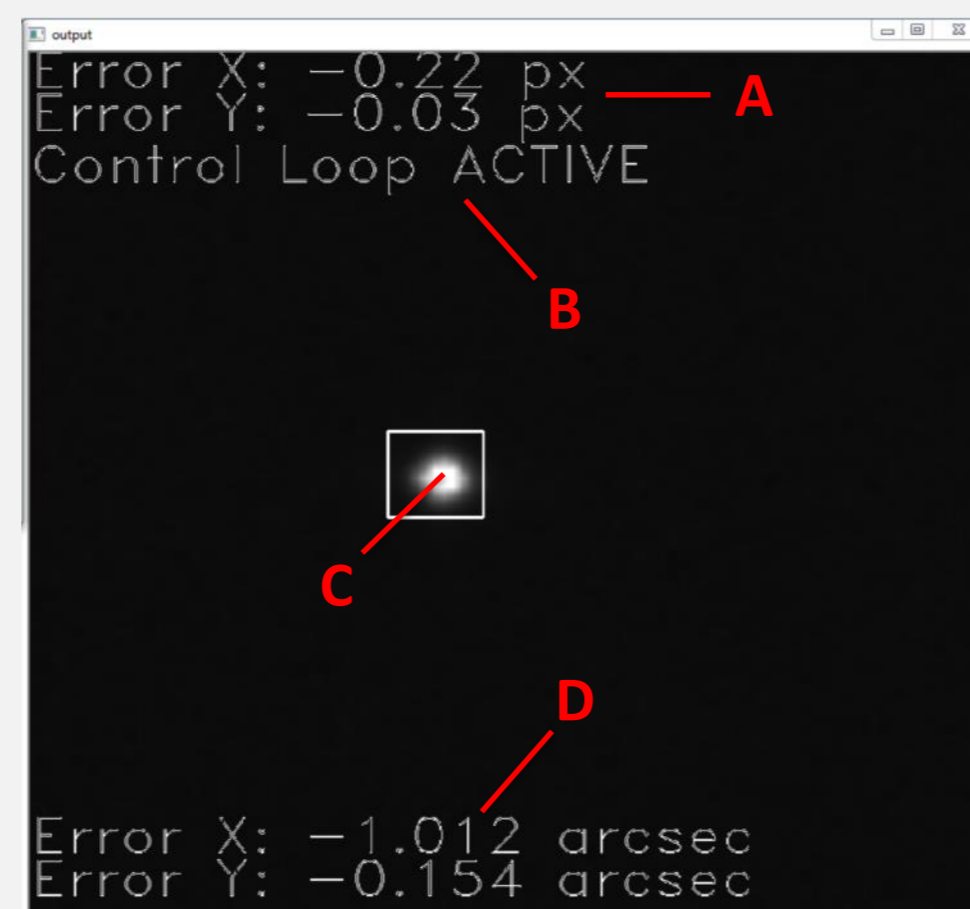 output
Error X: -0.22 px
A
Error Y: -0.03 px
Control Loop ACTIVE
B
C
D
Error X: -1.012 arcsec
Error Y: -0.154 arcsec